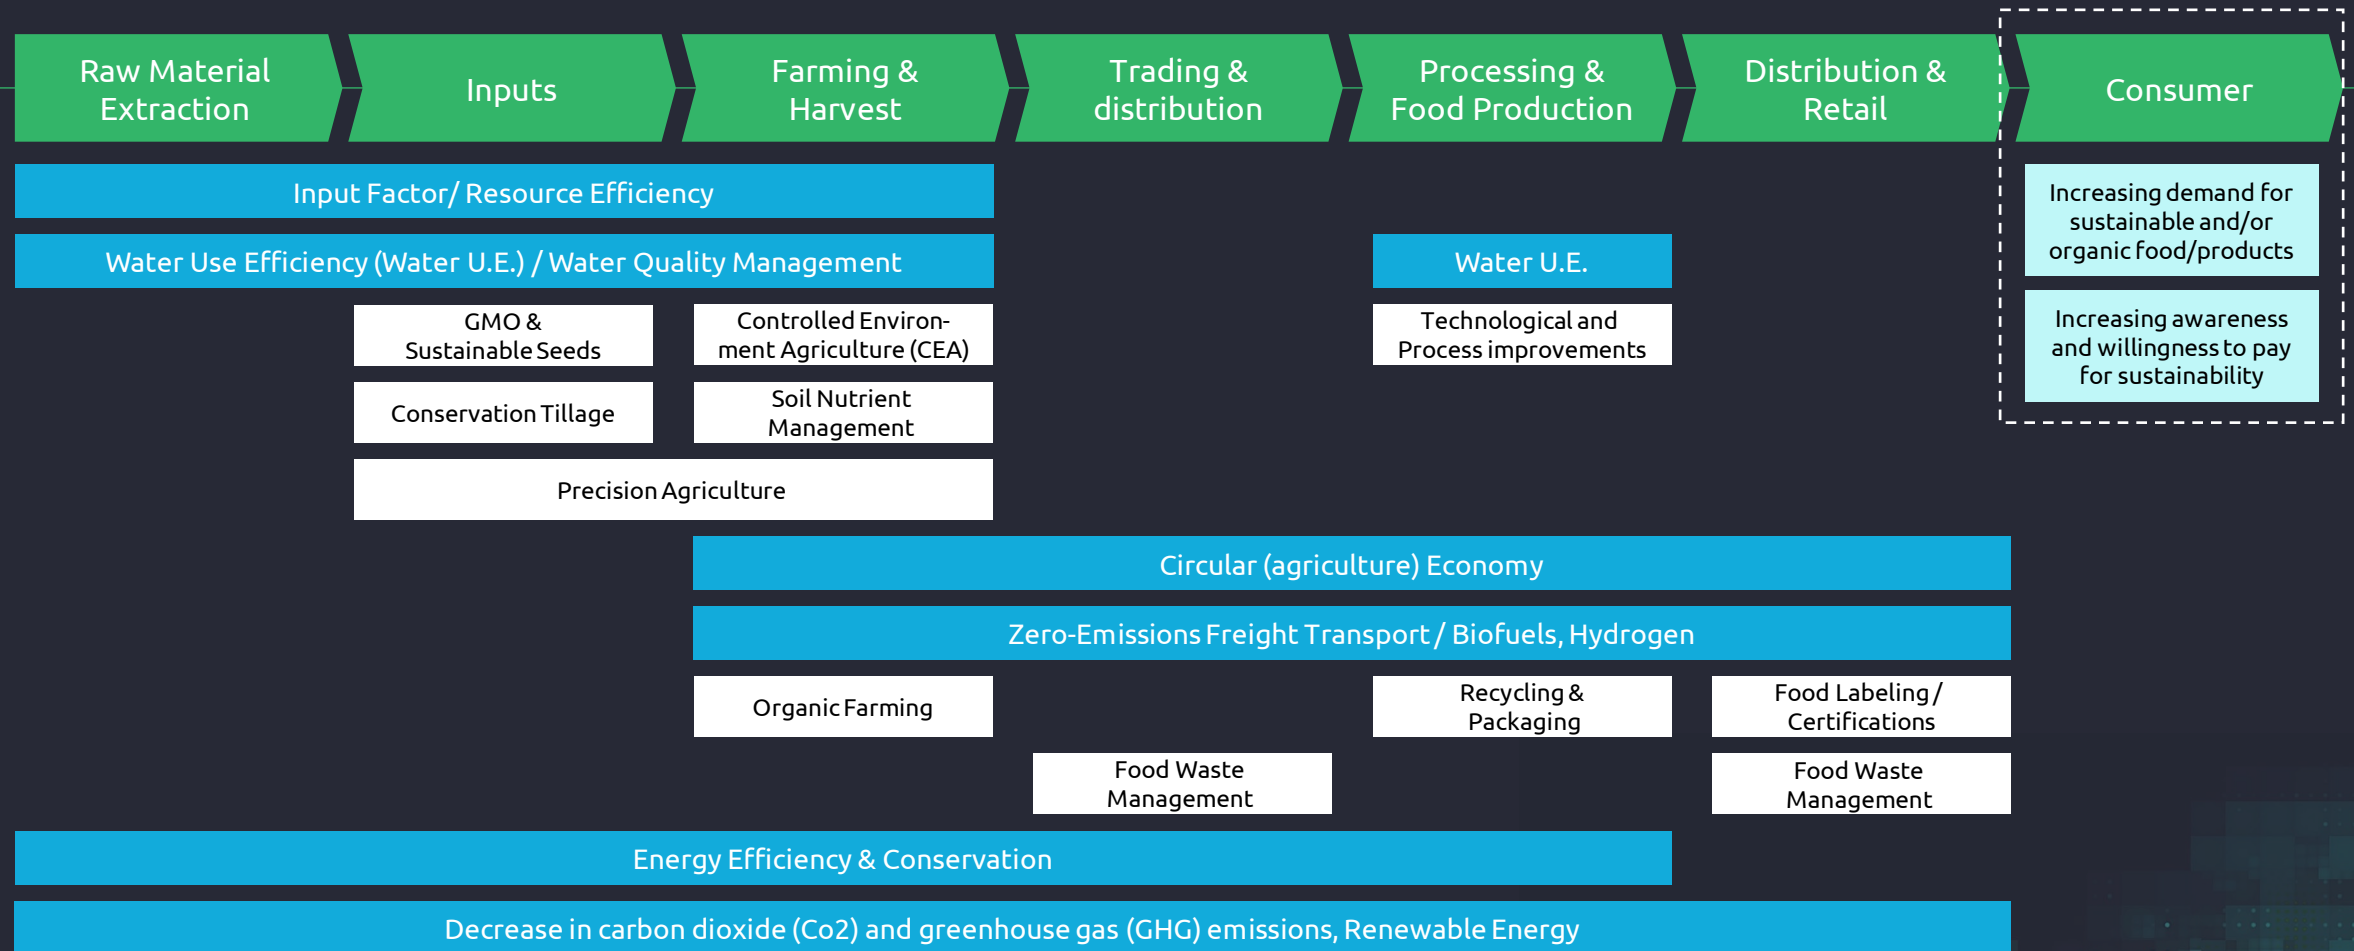 Raw Material
Extraction
Inputs
Farming &
Harvest
Trading &
distribution
Processing &
Food Production
Distribution &
Retail
Consumer
Input Factor/ Resource Efficiency
Increasing demand for
sustainable and/or
organic food/products
Water Use Efficiency (Water U.E.) / Water Quality Management
Water U.E.
GMO &
Sustainable Seeds
Controlled Environ-
ment Agriculture (CEA)
Technological and
Process improvements
Increasing awareness
and willingness to pay
for sustainability
Conservation Tillage
Soil Nutrient
Management
Precision Agriculture
Circular (agriculture) Economy
Zero-Emissions Freight Transport / Biofuels, Hydrogen
Organic Farming
Recycling &
Packaging
Food Labeling /
Certifications
Food Waste
Management
Food Waste
Management
Energy Efficiency & Conservation
Decrease in carbon dioxide (Co2) and greenhouse gas (GHG) emissions, Renewable Energy